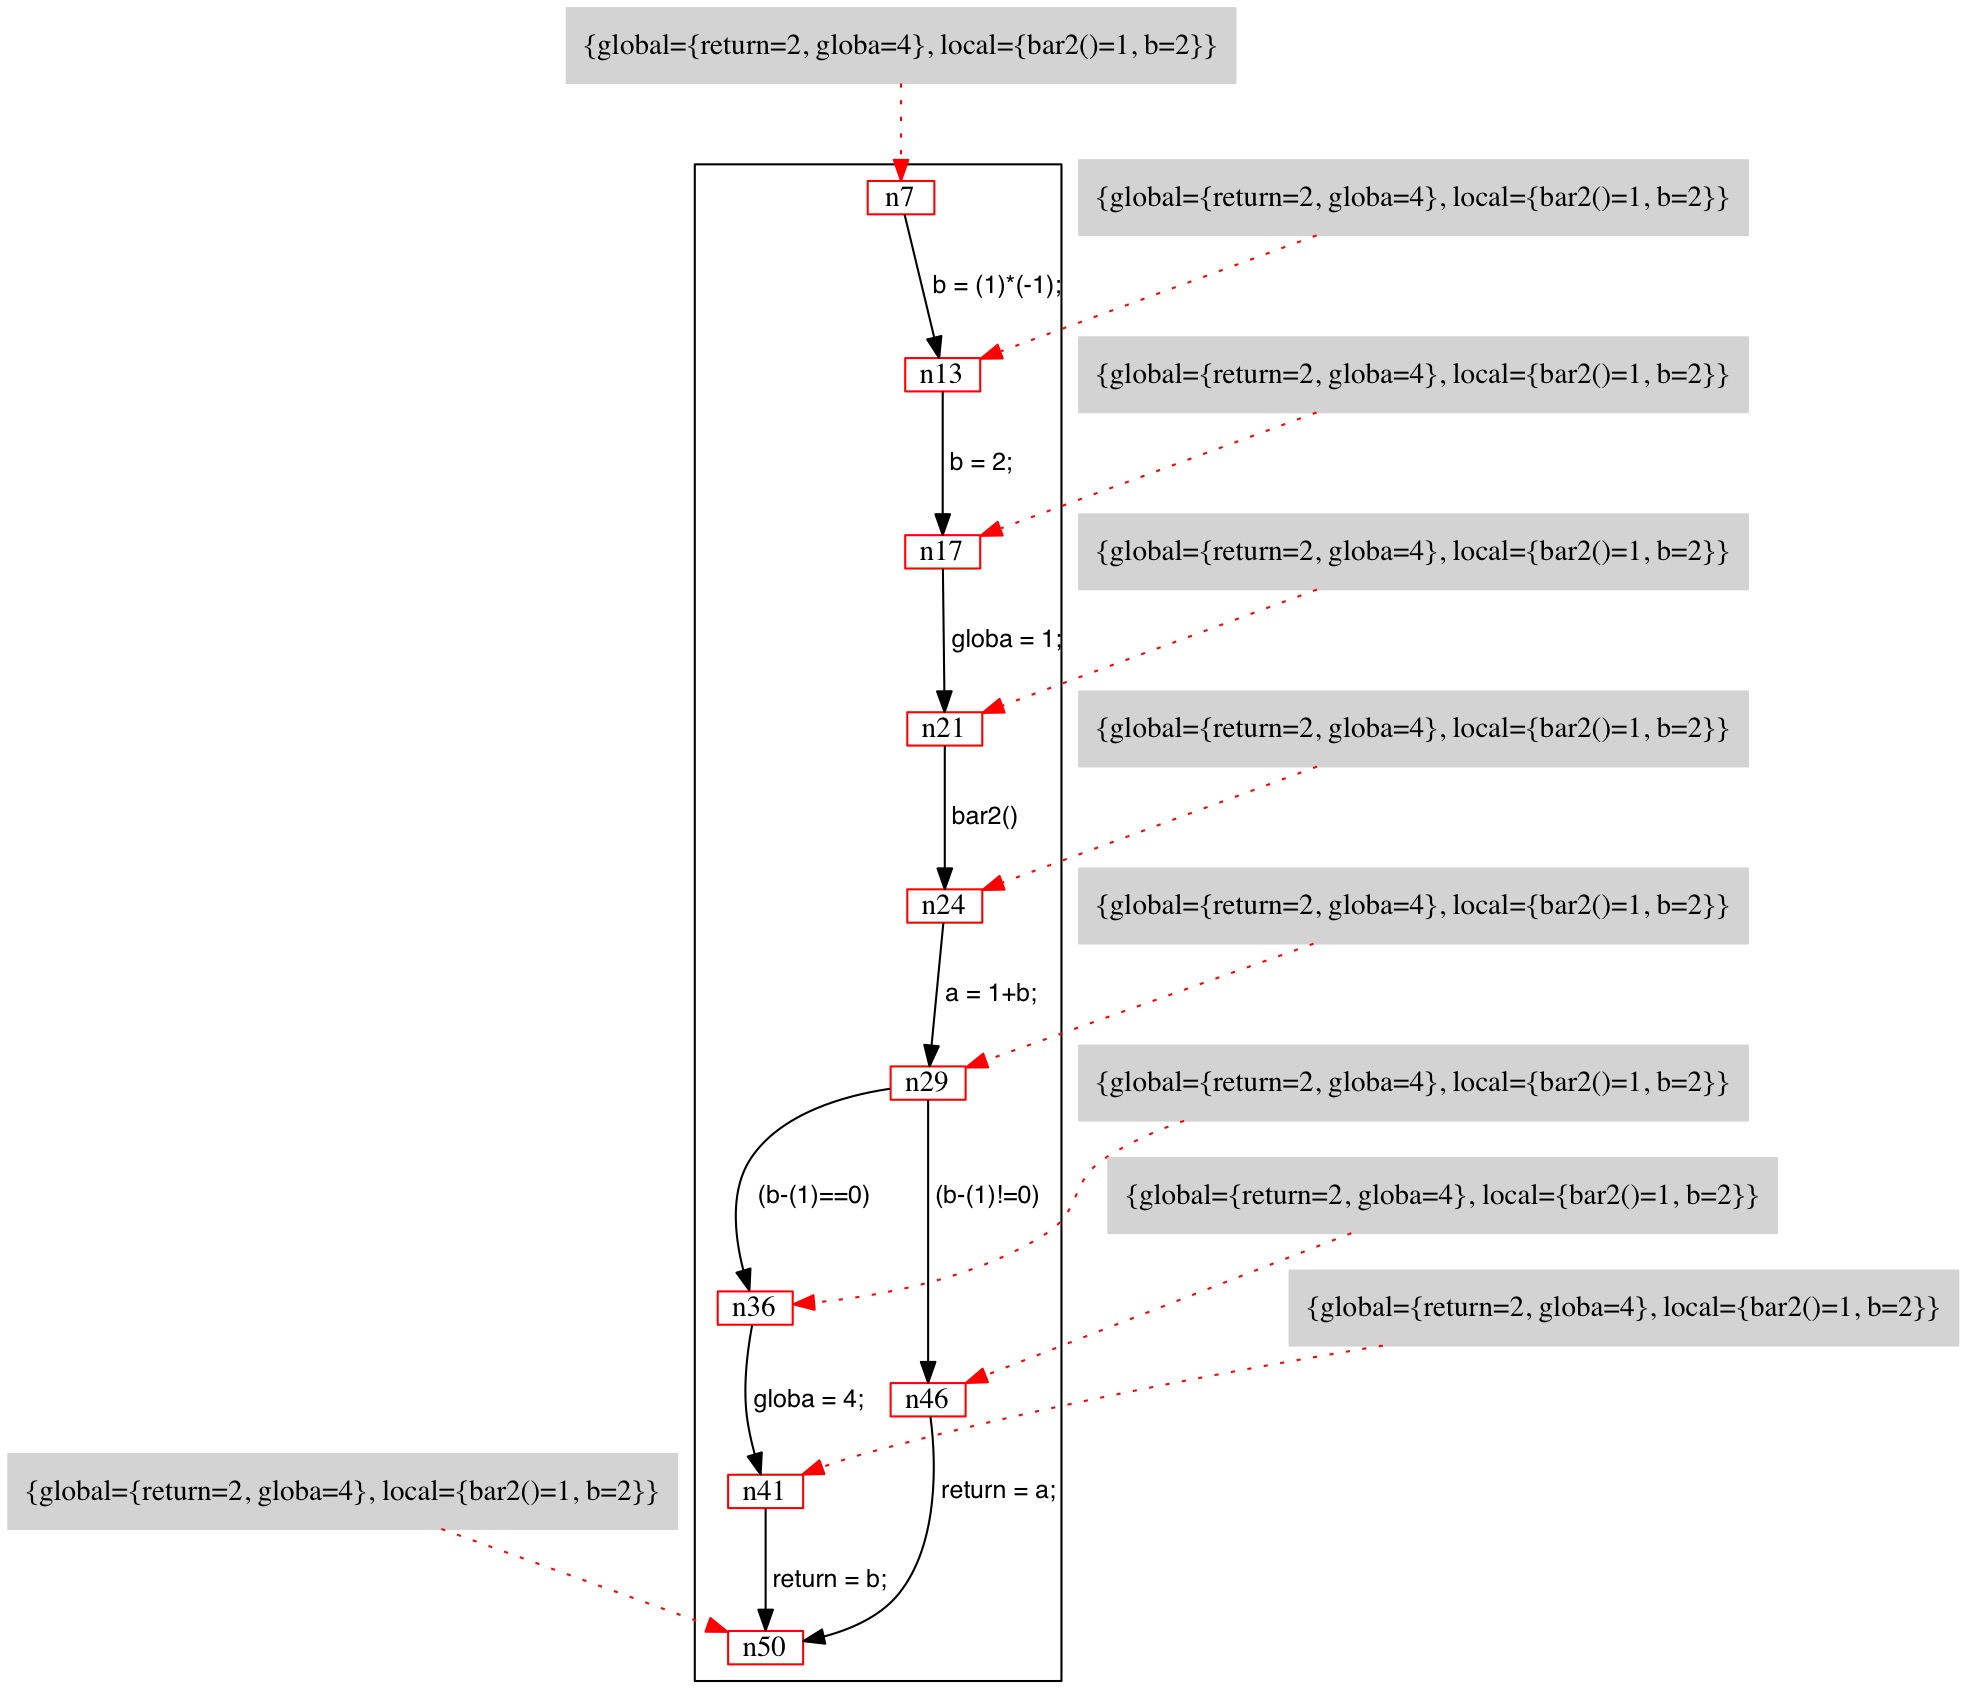 {global={return=2, globa=4}, local={bar2()=1, b=2}}
n7
{global={return=2, globa=4}, local={bar2()=1, b=2}}
b = (1)*(-1);
n13
{global={return=2, globa=4}, local={bar2()=1, b=2}}
b = 2;
n17
{global={return=2, globa=4}, local={bar2()=1, b=2}}
globa = 1;
n21
{global={return=2, globa=4}, local={bar2()=1, b=2}}
bar2()
n24
{global={return=2, globa=4}, local={bar2()=1, b=2}}
a = 1+b;
n29
{global={return=2, globa=4}, local={bar2()=1, b=2}}
(b-(1)==0)
(b-(1)!=0)
{global={return=2, globa=4}, local={bar2()=1, b=2}}
n36
{global={return=2, globa=4}, local={bar2()=1, b=2}}
globa = 4;
n46
{global={return=2, globa=4}, local={bar2()=1, b=2}}
n41
return = a;
return = b;
n50